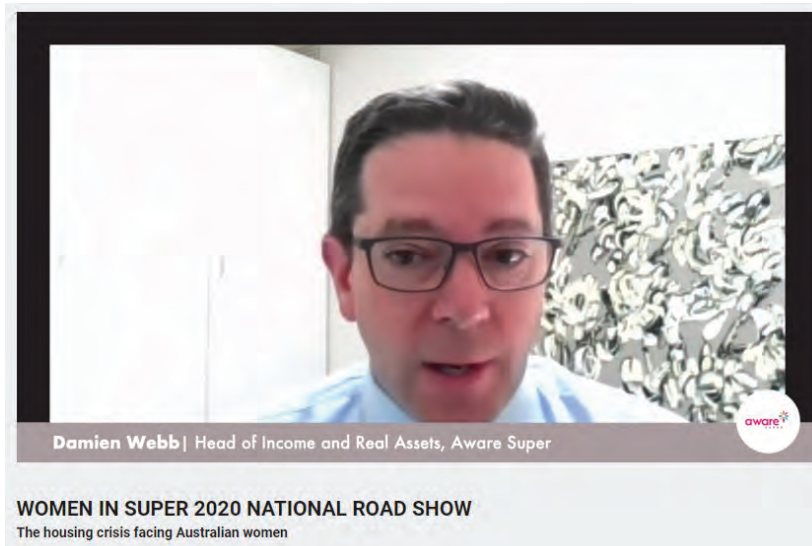 Damien Webb| Head of Income and Real Assets, Aware Super
aware
SUPER
WOMEN IN SUPER 2020 NATIONAL ROAD SHOW
The housing crisis facing Australian women